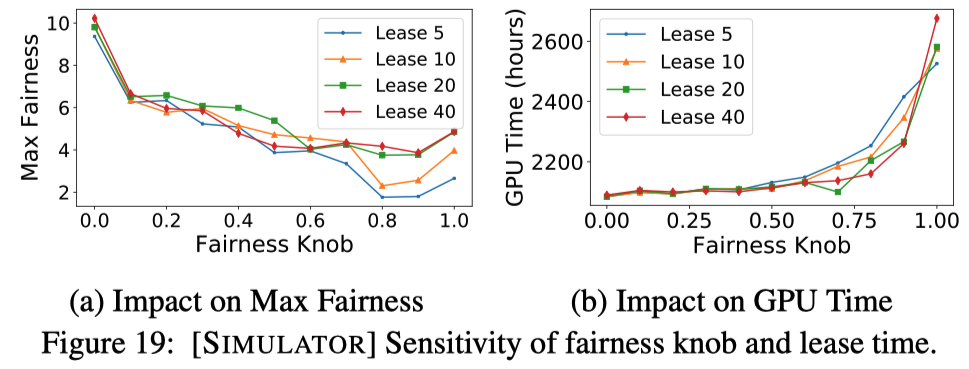 Max Fairness
10
8
6
4
2
0.0 0.2 0.4 0.6 0.8 1.0
Fairness Knob
Lease 5
Lease 10
Lease 20
Lease 40
GPU Time (hours)
2600
2400
2200
0.00 0.25 0.50 0.75 1.00
Fairness Knob
Lease 5
Lease 10
Lease 20
Lease 40
(a) Impact on Max Fairness
(b) Impact on GPU Time
Figure 19: [SIMULATOR] Sensitivity of fairness knob and lease time.